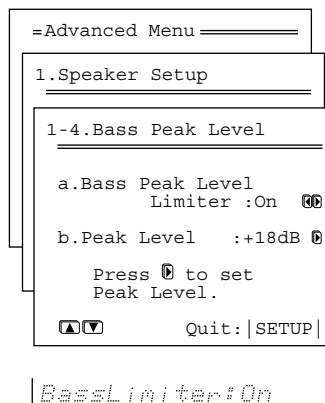 =Advanced Menu
1.Speaker Setup
1-4.Bass Peak Level
a.Bass Peak Level
Limiter :On
b.Peak Level :+18dB
Press to set
Peak Level.
Quit:|SETUP|
BassLimiter:On